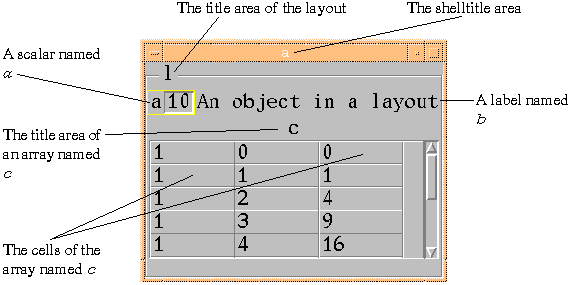 The title area of the layout
The shelltitle area
a
A scalar named
a
l
a 10 An object in a layout
A label named
b
The title area of
an array named
c
c
1 0 0
1 1 1
1 2 4
1 3 9
1 4 16
The cells of the
array named c